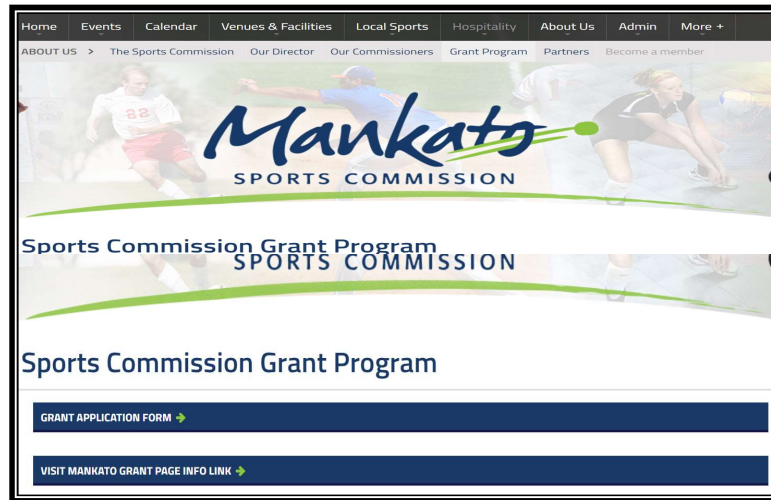 Home Events Calendar Venues & Facilities Local Sports Hospitality About Us Admin More +
ABOUT US > The Sports Commission Our Director Our Commissioners Grant Program Partners Become a member
22
Mankato
SPORTS COMMISSION
Sports Commission Grant Program
SPORTS COMMISSION
Sports Commission Grant Program
GRANT APPLICATION FORM
VISIT MANKATO GRANT PAGE INFO LINK